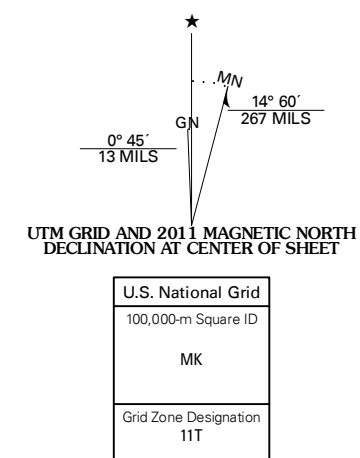 ★
MN
14° 60´
267 MILS
GN
0° 45´
13 MILS
UTM GRID AND 2011 MAGNETIC NORTH
DECLINATION AT CENTER OF SHEET
U.S. National Grid
100,000-m Square ID
MK
Grid Zone Designation
11T